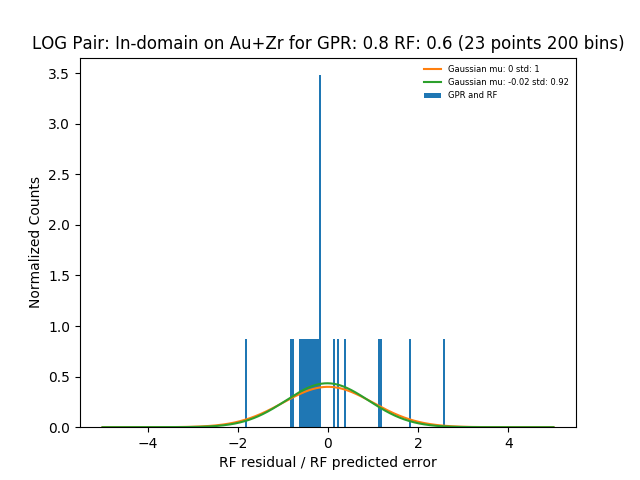 LOG Pair: In-domain on Au+Zr for GPR: 0.8 RF: 0.6 (23 points 200 bins)
Gaussian mu: 0 std: 1
Gaussian mu: -0.02 std: 0.92
GPR and RF
Normalized Counts
3.5
3.0
2.5
2.0
1.5
1.0
0.5
0.0
−4
−2
0
2
4
RF residual / RF predicted error